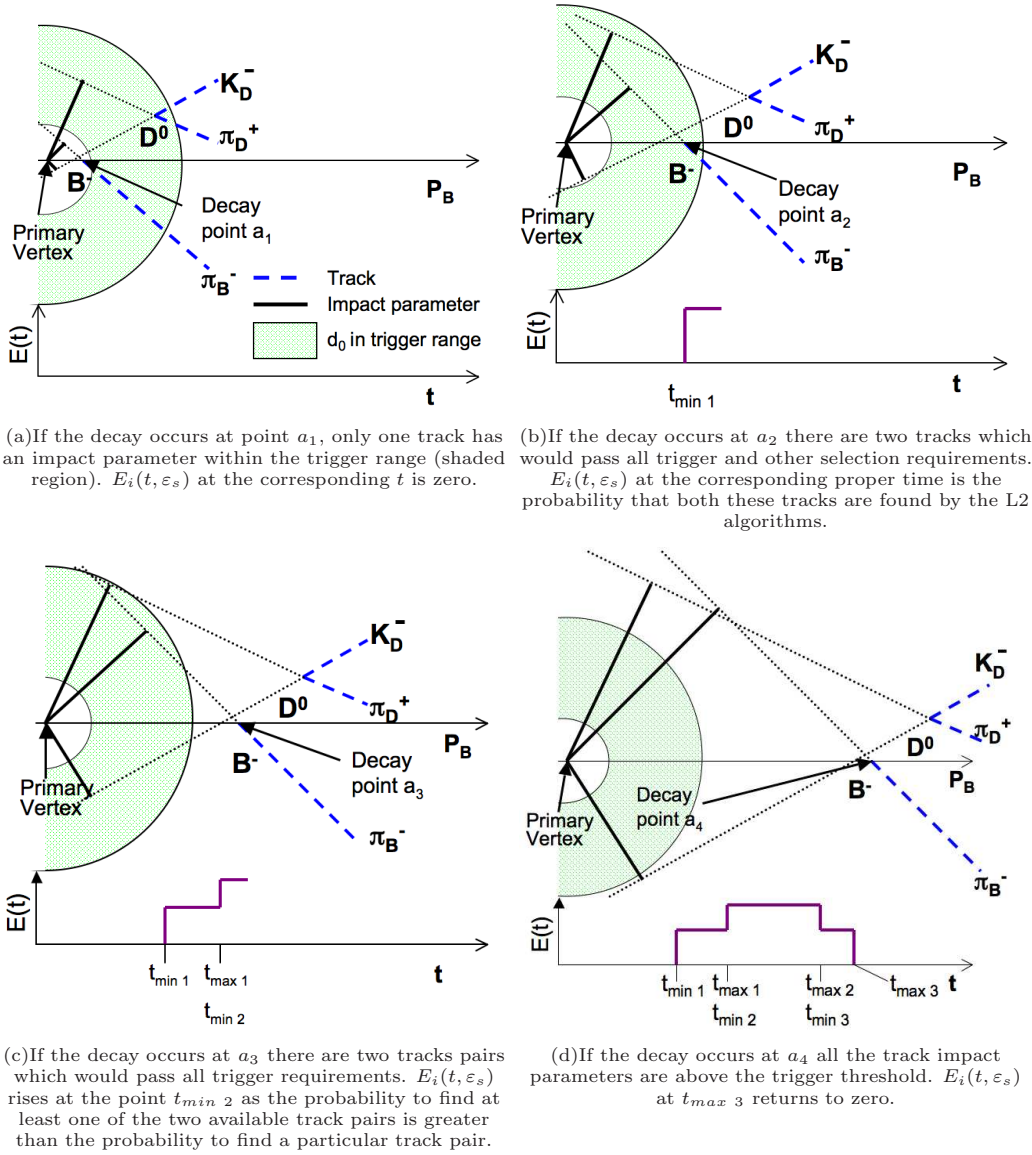 K_D^-
D^0
π_D^+
B^-
P_B
Decay
point a_1
Primary
Vertex
π_B^-
Track
Impact parameter
d_0 in trigger range
E(t)
t
(a)If the decay occurs at point a_1, only one track has
an impact parameter within the trigger range (shaded
region). E_i(t, ε_s) at the corresponding t is zero.
K_D^-
D^0
π_D^+
B^-
P_B
Decay
point a_2
Primary
Vertex
π_B^-
E(t)
t
t_min 1
(b)If the decay occurs at a_2 there are two tracks which
would pass all trigger and other selection requirements.
E_i(t, ε_s) at the corresponding proper time is the
probability that both these tracks are found by the L2
algorithms.
K_D^-
D^0
π_D^+
P_B
B^-
Decay
point a_3
Primary
Vertex
π_B^-
E(t)
t_min 1
t_max 1
t
t_min 2
(c)If the decay occurs at a_3 there are two tracks pairs
which would pass all trigger requirements. E_i(t, ε_s)
rises at the point t_min 2 as the probability to find at
least one of the two available track pairs is greater
than the probability to find a particular track pair.
K_D^-
π_D^+
D^0
B^-
P_B
Decay
point a_4
Primary
Vertex
π_B^-
E(t)
t_min 1
t_max 1
t_max 2
t_max 3
t
t_min 2
t_min 3
(d)If the decay occurs at a_4 all the track impact
parameters are above the trigger threshold. E_i(t, ε_s)
at t_max 3 returns to zero.